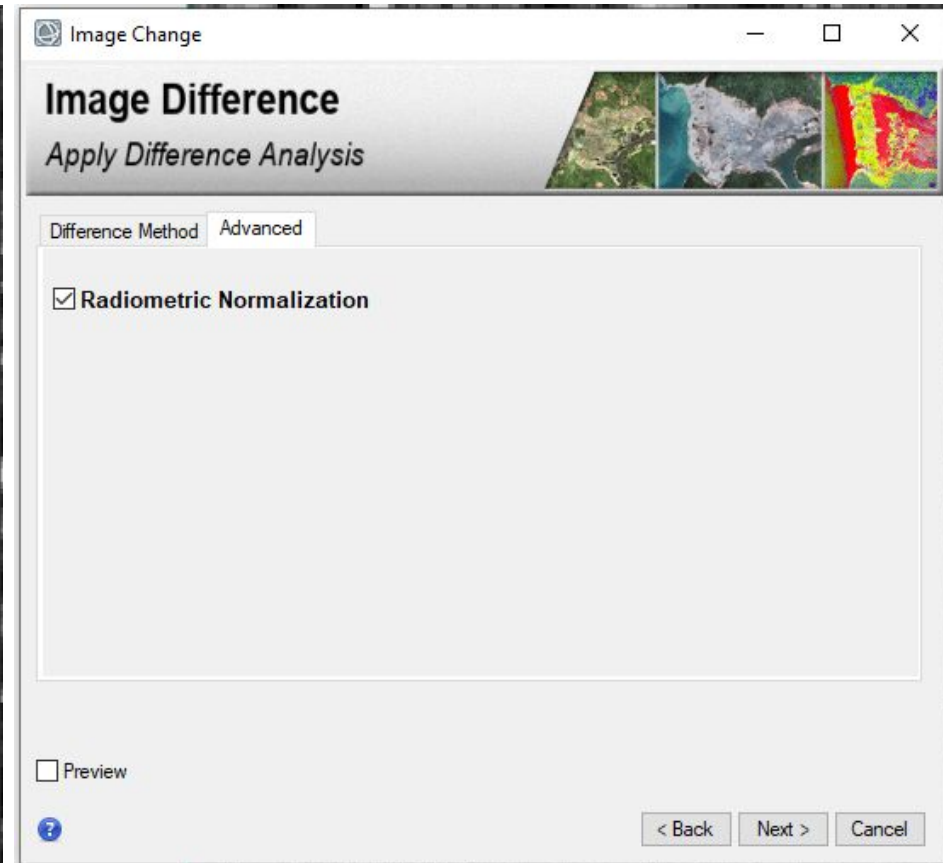 Image Change
Image Difference
Apply Difference Analysis
Difference Method Advanced
Radiometric Normalization
Preview
? < Back Next > Cancel